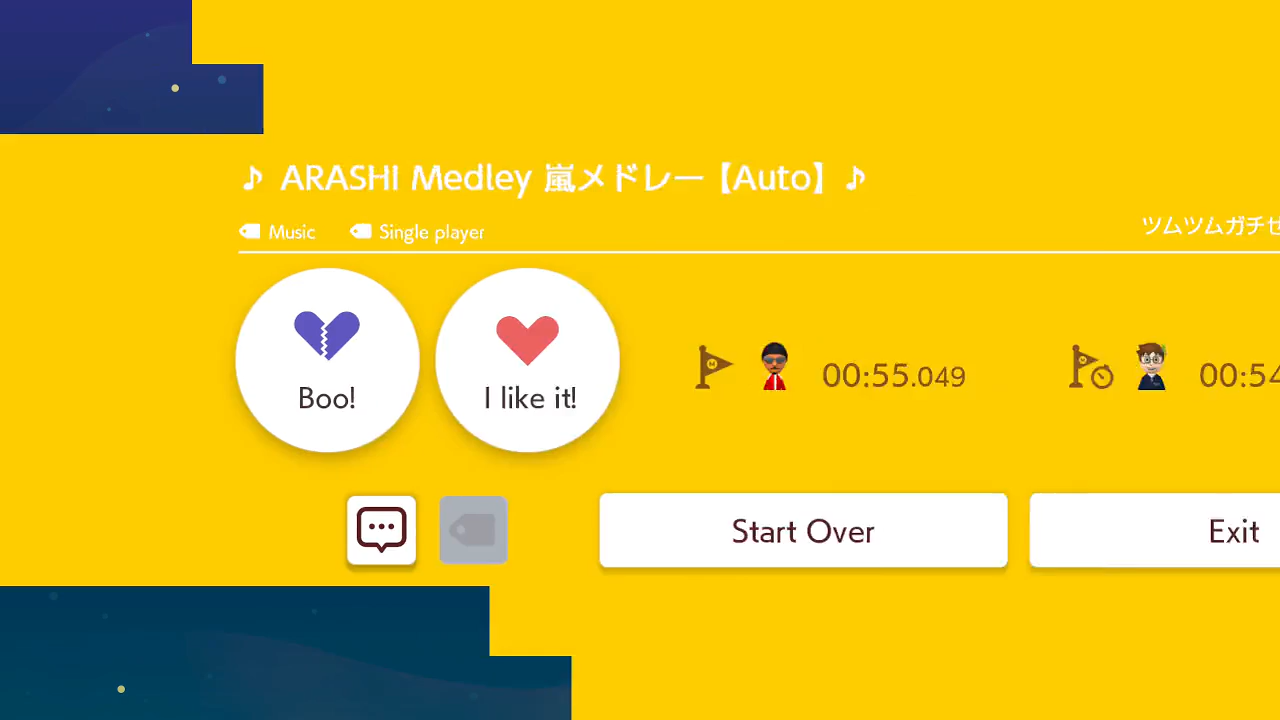 ♪ ARASHI Medley 嵐メドレー【Auto】♪
Music Single player
ツムツムガチ
Boo!
I like it!
00:55.049
00:54
Start Over
Exit